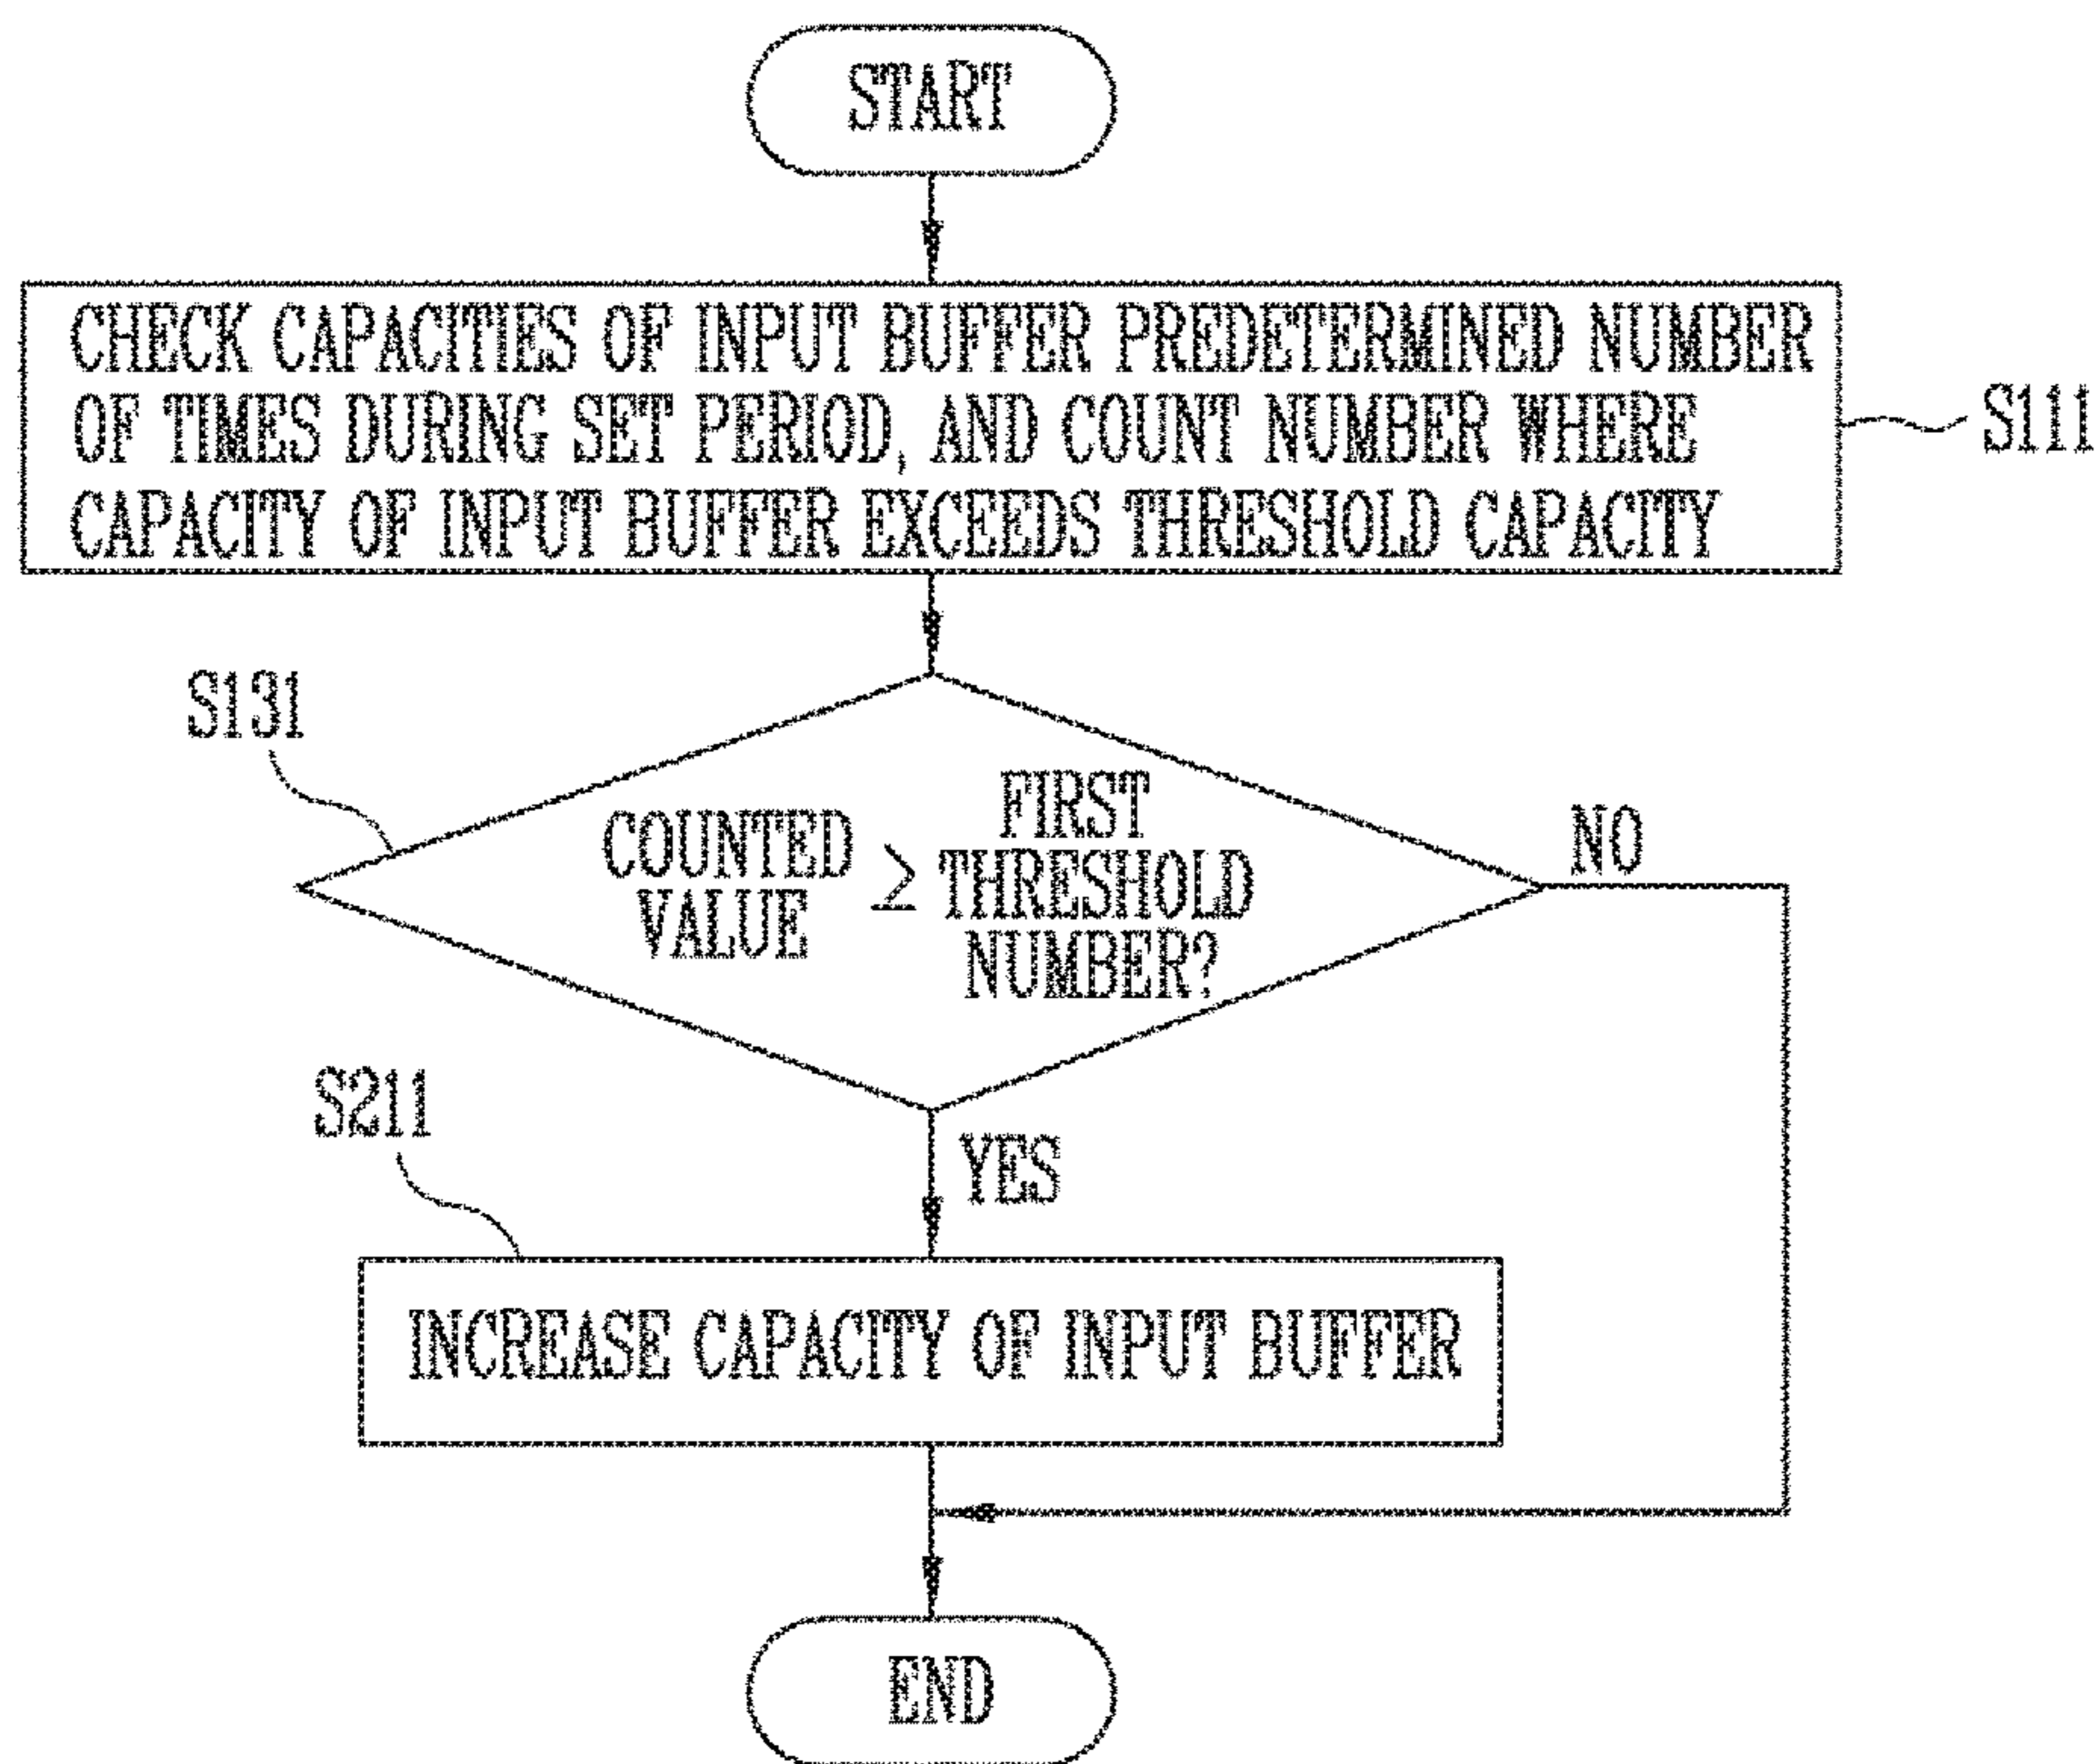 START
CHECK CAPACITIES OF INPUT BUFFER PREDETERMINED NUMBER
OF TIMES DURING SET PERIOD, AND COUNT NUMBER WHERE
CAPACITY OF INPUT BUFFER EXCEEDS THRESHOLD CAPACITY
S111
S131
COUNTED
VALUE
≥
FIRST
THRESHOLD
NUMBER?
NO
YES
S211
INCREASE CAPACITY OF INPUT BUFFER
END